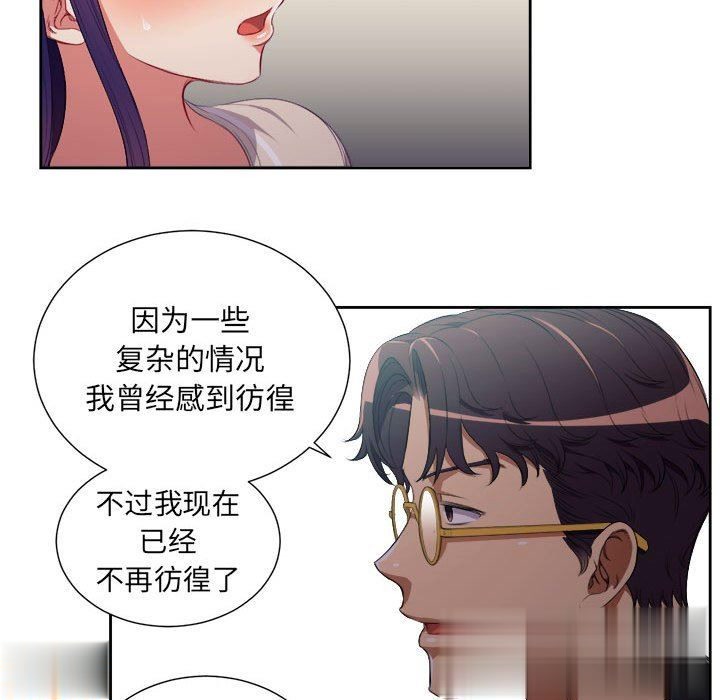 因为一些
复杂的情况
我曾经感到彷徨
不过我现在
已经
不再彷徨了